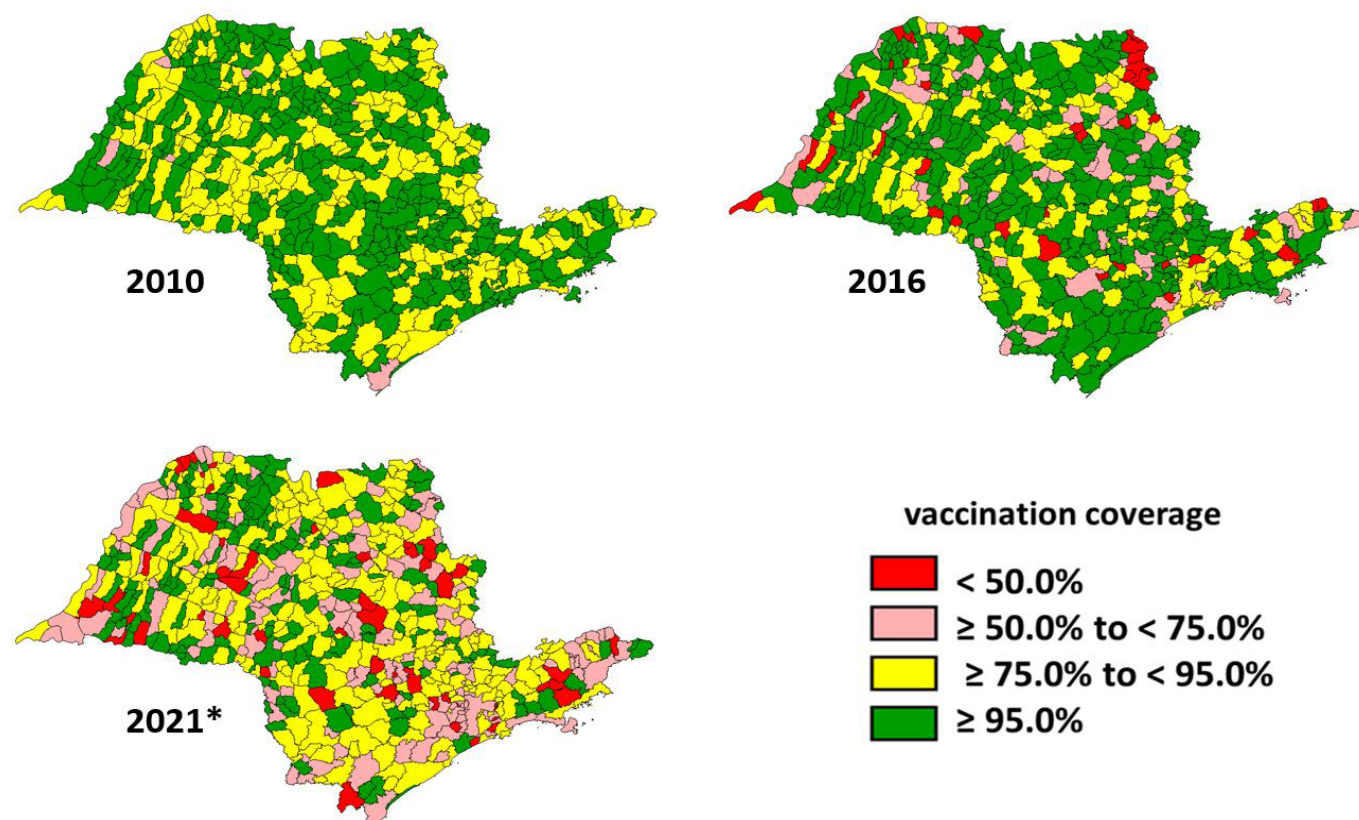 2010
2016
2021*
vaccination coverage
< 50.0%
≥ 50.0% to < 75.0%
≥ 75.0% to < 95.0%
≥ 95.0%